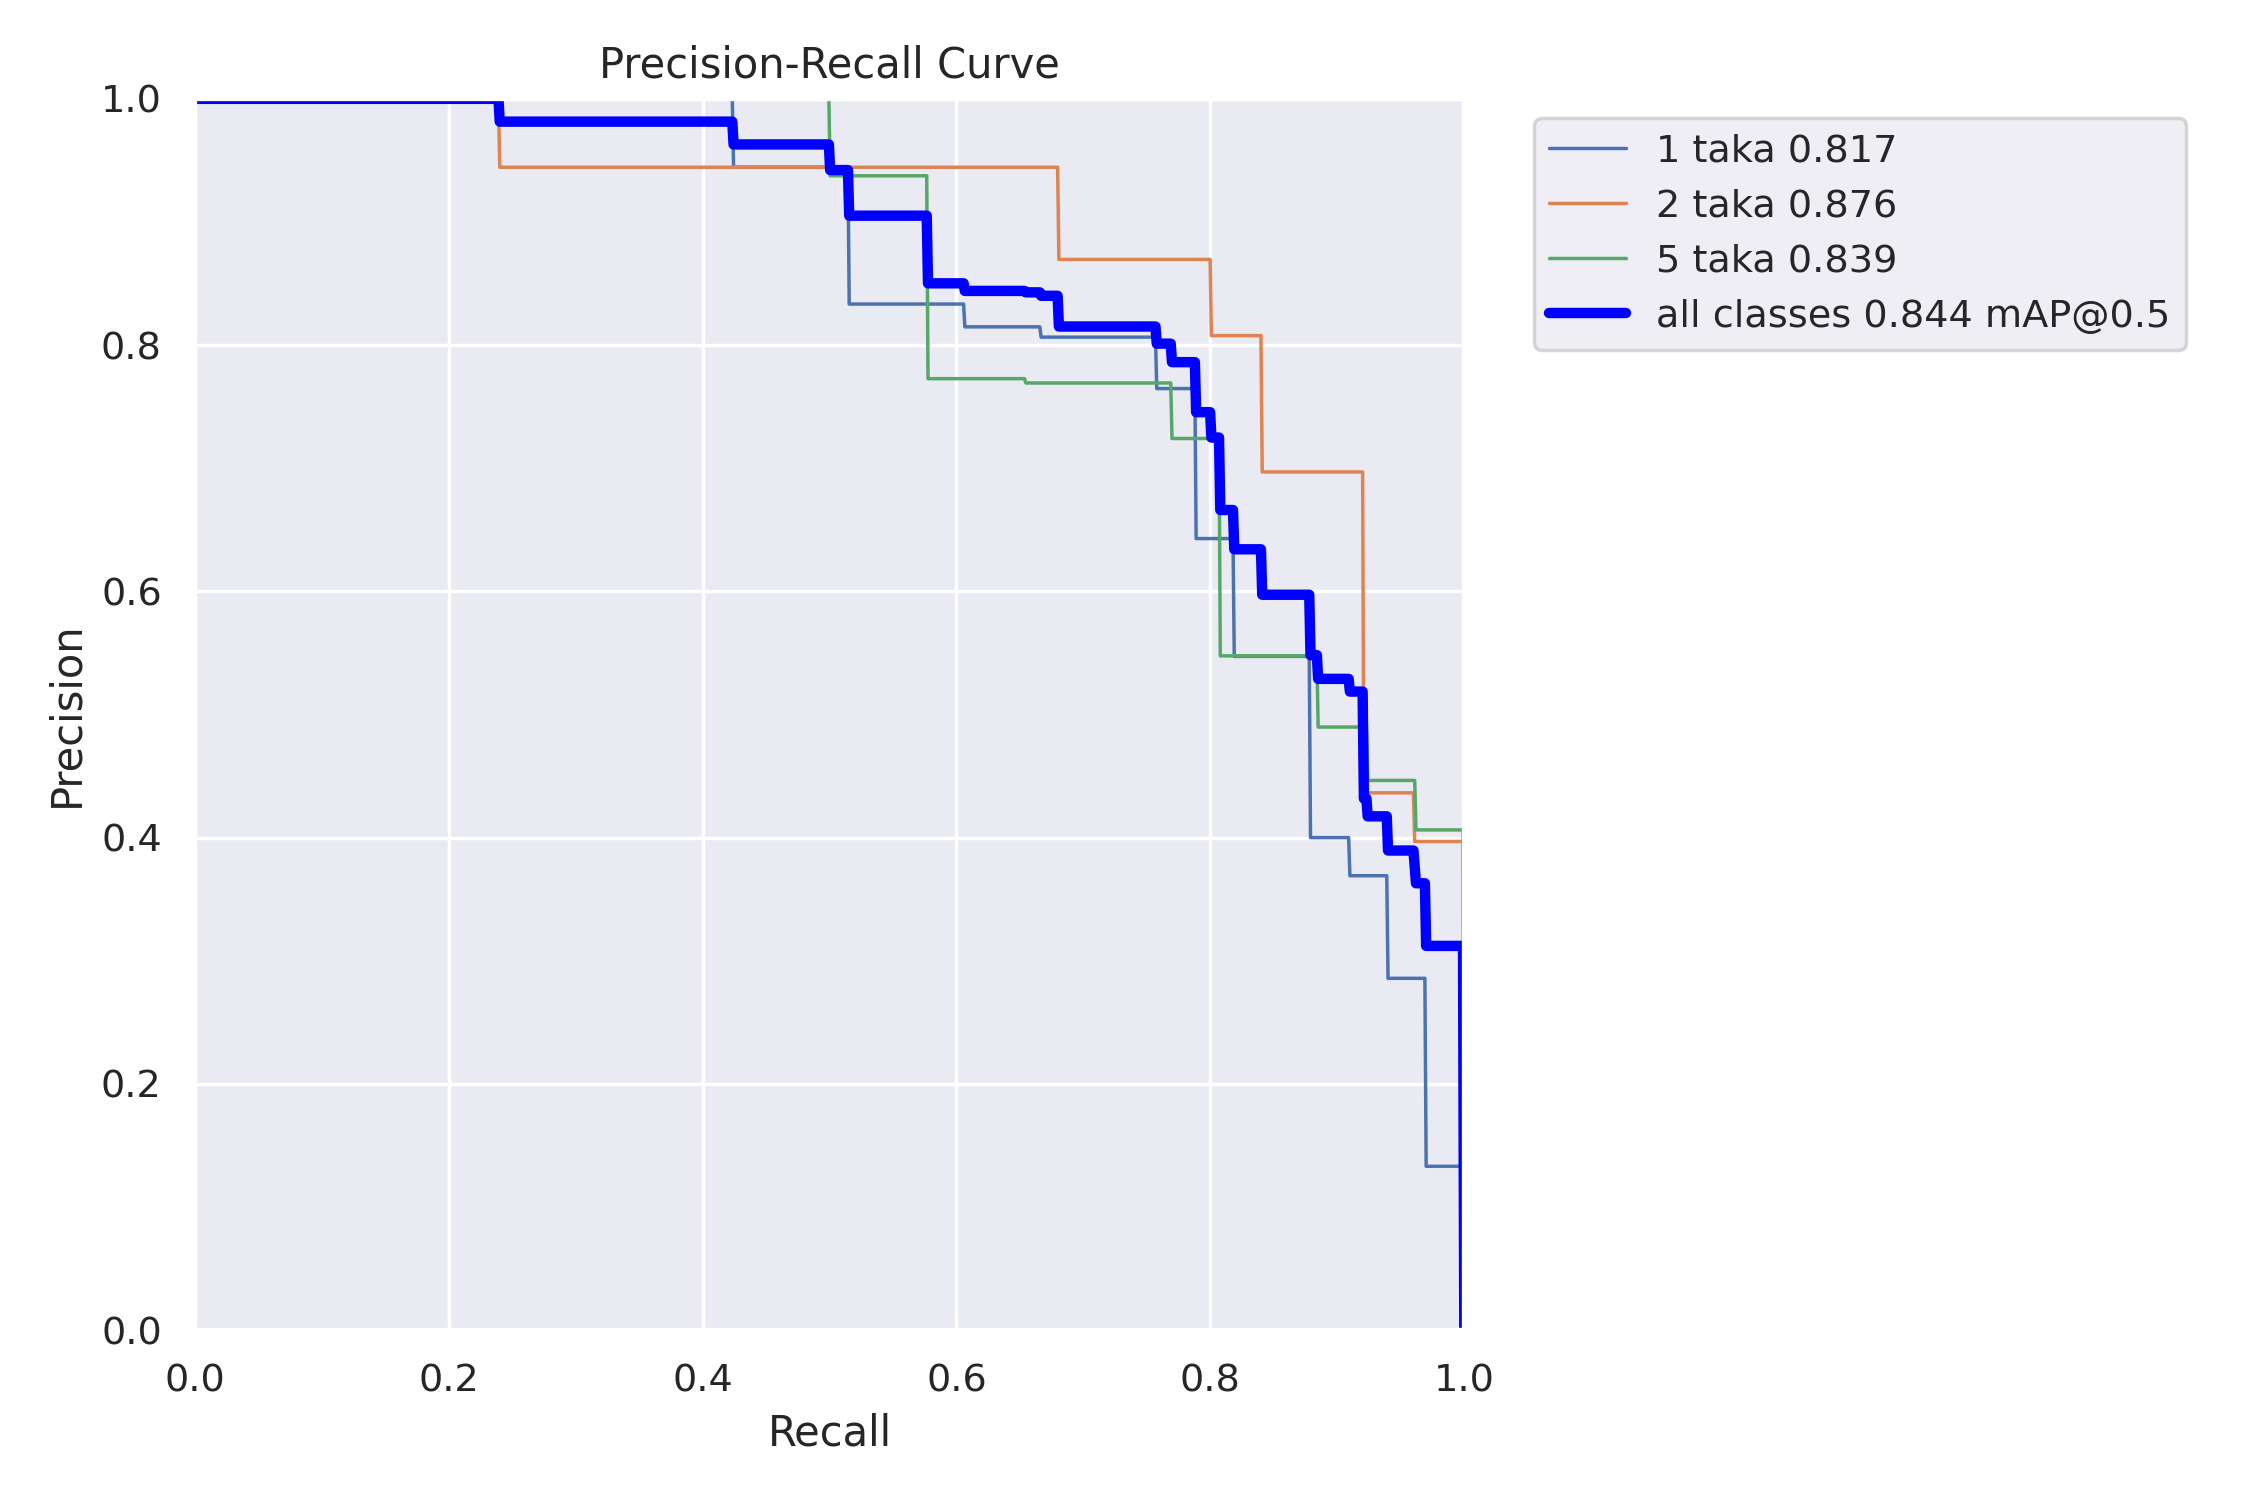 Precision-Recall Curve
1.0
0.8
0.6
0.4
0.2
0.0
Precision
0.0 0.2 0.4 0.6 0.8 1.0
Recall
1 taka 0.817
2 taka 0.876
5 taka 0.839
all classes 0.844 mAP@0.5